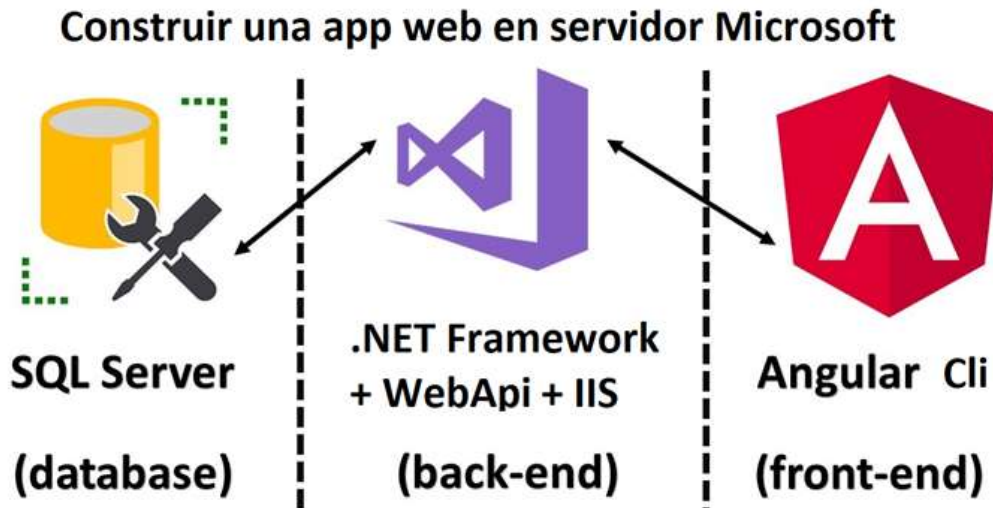 Construir una app web en servidor Microsoft
SQL Server
(database)
.NET Framework
+ WebApi + IIS
(back-end)
Angular Cli
(front-end)